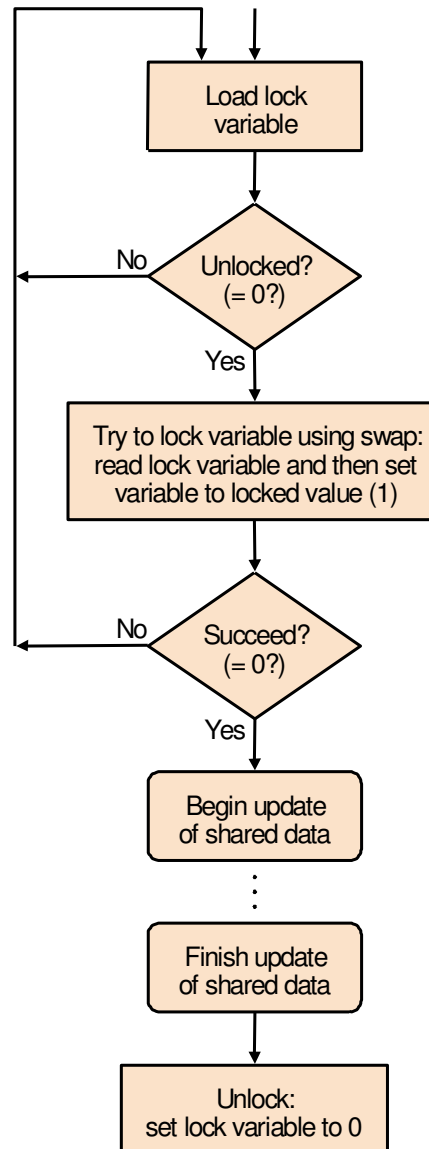 Load lock
variable
No
Unlocked?
(= 0?)
Yes
Try to lock variable using swap:
read lock variable and then set
variable to locked value (1)
No
Succeed?
(= 0?)
Yes
Begin update
of shared data
Finish update
of shared data
Unlock:
set lock variable to 0